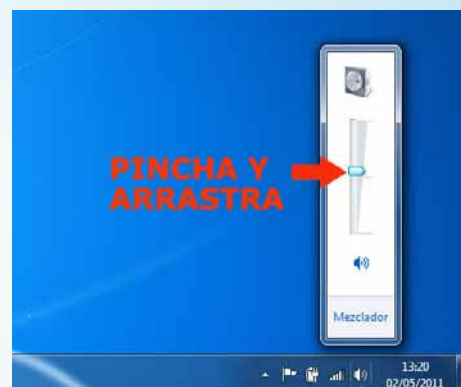 PINCHA Y
ARRASTRA
Mezclador
13:20
02/05/2011